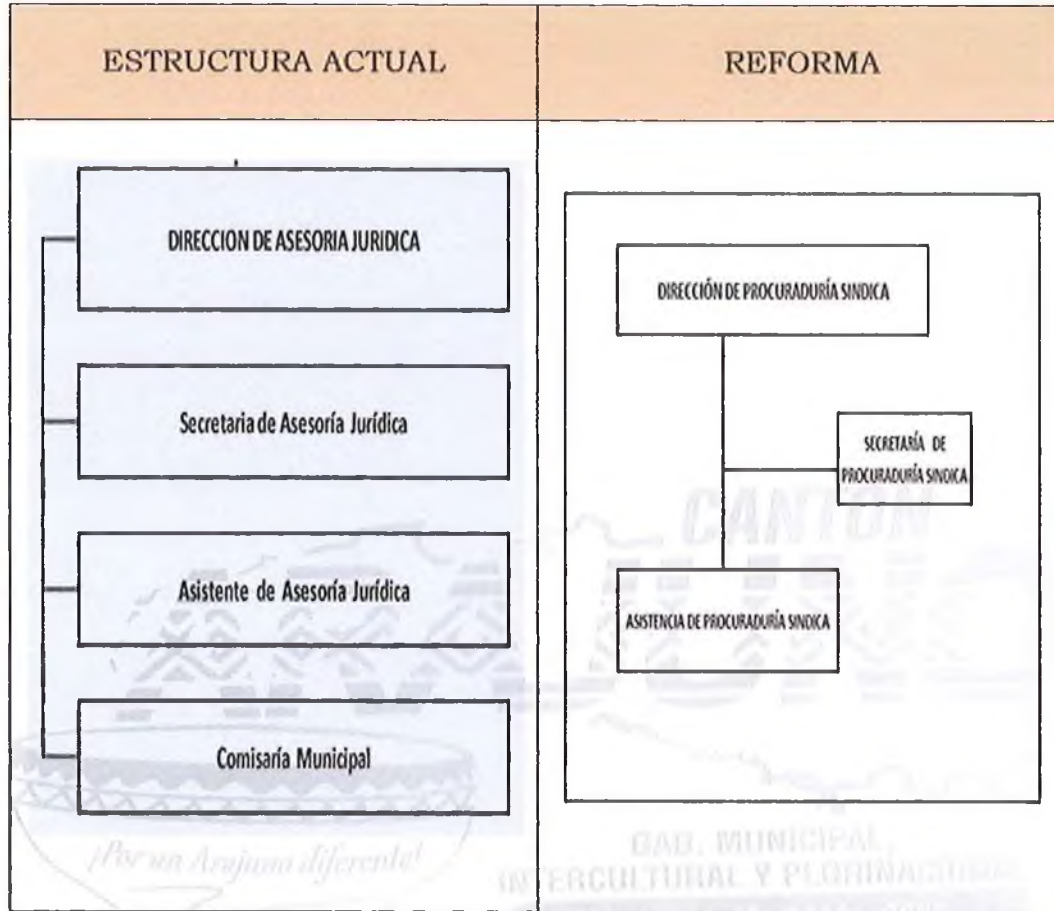 ESTRUCTURA ACTUAL
REFORMA
DIRECCION DE ASESORIA JURIDICA
Secretaria de Asesoría Jurídica
Asistente de Asesoría Jurídica
Comisaría Municipal
DIRECCIÓN DE PROCURADURÍA SINDICA
SECRETARÍA DE
PROCURADURÍA SINDICA
ASISTENCIA DE PROCURADURÍA SINDICA
CANTON
¡Por un Arajuno diferente!
GAD. MUNICIPAL,
INTERCULTURAL Y PLURINACIONAL